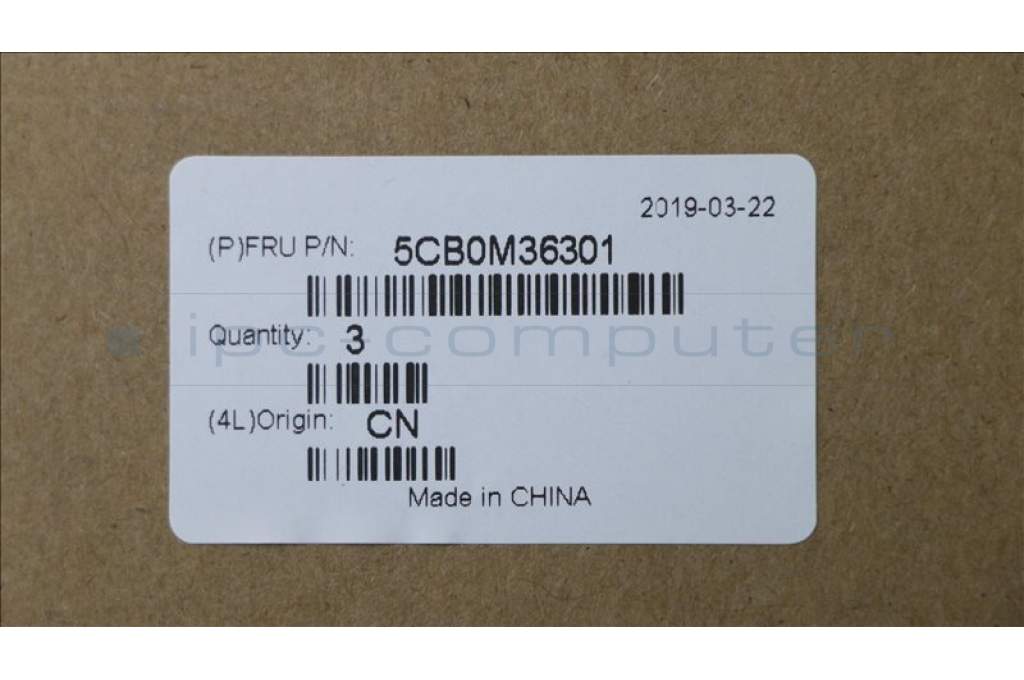 2019-03-22
(P)FRU P/N: 5CB0M36301
Quantity: 3
ipc-computer
(4L)Origin: CN
Made in CHINA